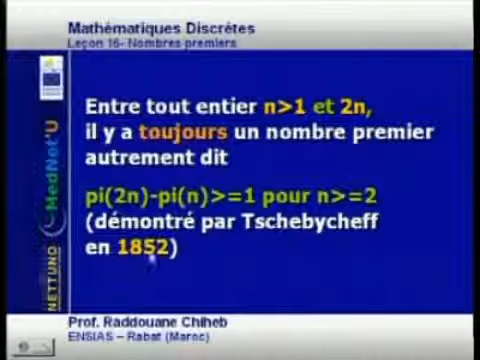 Mathématiques Discrétes
Leçon 16- Nombres premiers
Entre tout entier n>1 et 2n,
il y a toujours un nombre premier
autrement dit
pi(2n)-pi(n)>=1 pour n>=2
(démontré par Tschebycheff
en 1852)
NETTUNO MedNet'U
Prof. Raddouane Chiheb
ENSIAS – Rabat (Maroc)